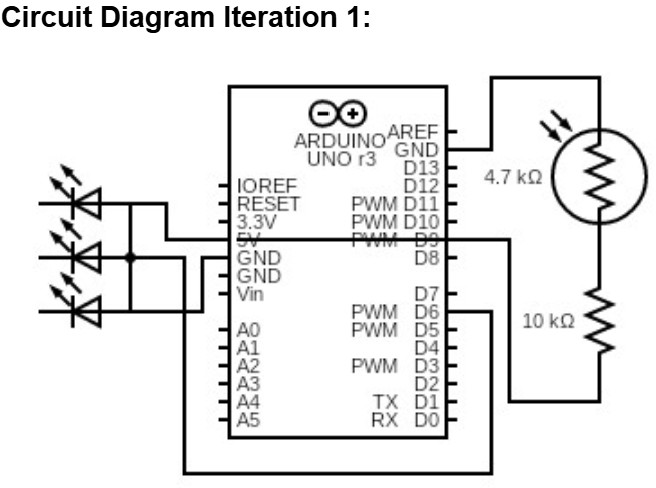 Circuit Diagram Iteration 1:
ARDUINO
UNO r3
AREF
GND
D13
D12
IOREF
RESET
3.3V
5V
GND
GND
Vin
PWM D11
PWM D10
PWM D9
D8
D7
PWM D6
PWM D5
D4
PWM D3
D2
TX D1
RX D0
A0
A1
A2
A3
A4
A5
4.7 kΩ
10 kΩ